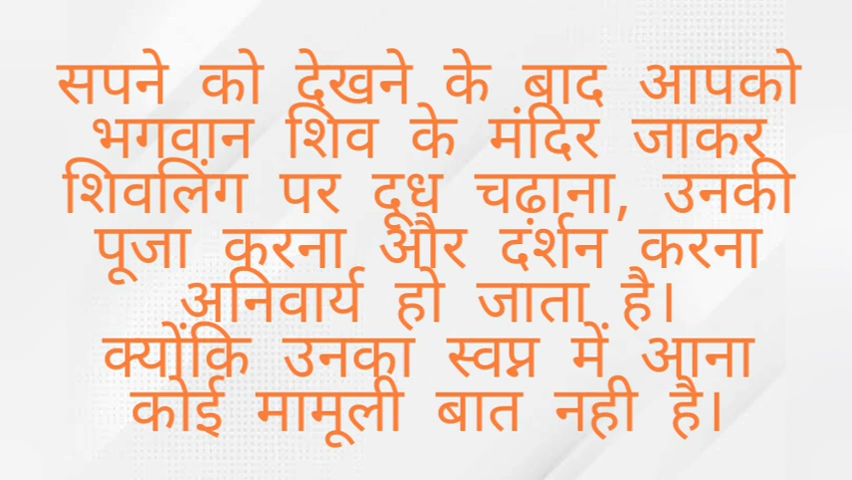 सपने को देखने के बाद आपको
भगवान शिव के मंदिर जाकर
शिवलिंग पर दूध चढ़ाना, उनकी
पूजा करना और दर्शन करना
अनिवार्य हो जाता है।
क्योंकि उनका स्वप्न में आना
कोई मामूली बात नही है।